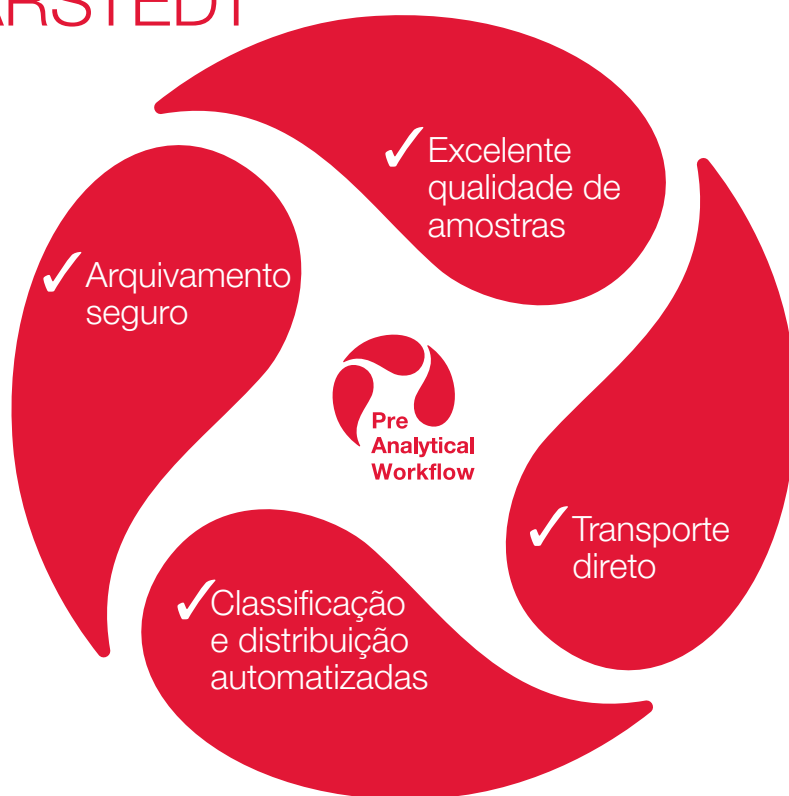 ARSTEDT
✓ Excelente
qualidade de
amostras
✓ Arquivamento
seguro
Pre
Analytical
Workflow
✓ Transporte
direto
✓ Classificação
e distribuição
automatizadas